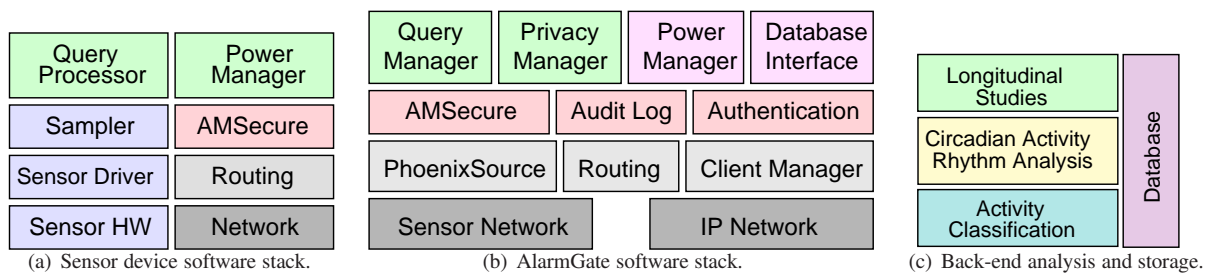 Query
Processor
Power
Manager
Sampler
AMSecure
Sensor Driver
Routing
Sensor HW
Network
(a) Sensor device software stack.
Query
Manager
Privacy
Manager
Power
Manager
Database
Interface
AMSecure
Audit Log
Authentication
PhoenixSource
Routing
Client Manager
Sensor Network
IP Network
(b) AlarmGate software stack.
Longitudinal
Studies
Circadian Activity
Rhythm Analysis
Activity
Classification
Database
(c) Back-end analysis and storage.